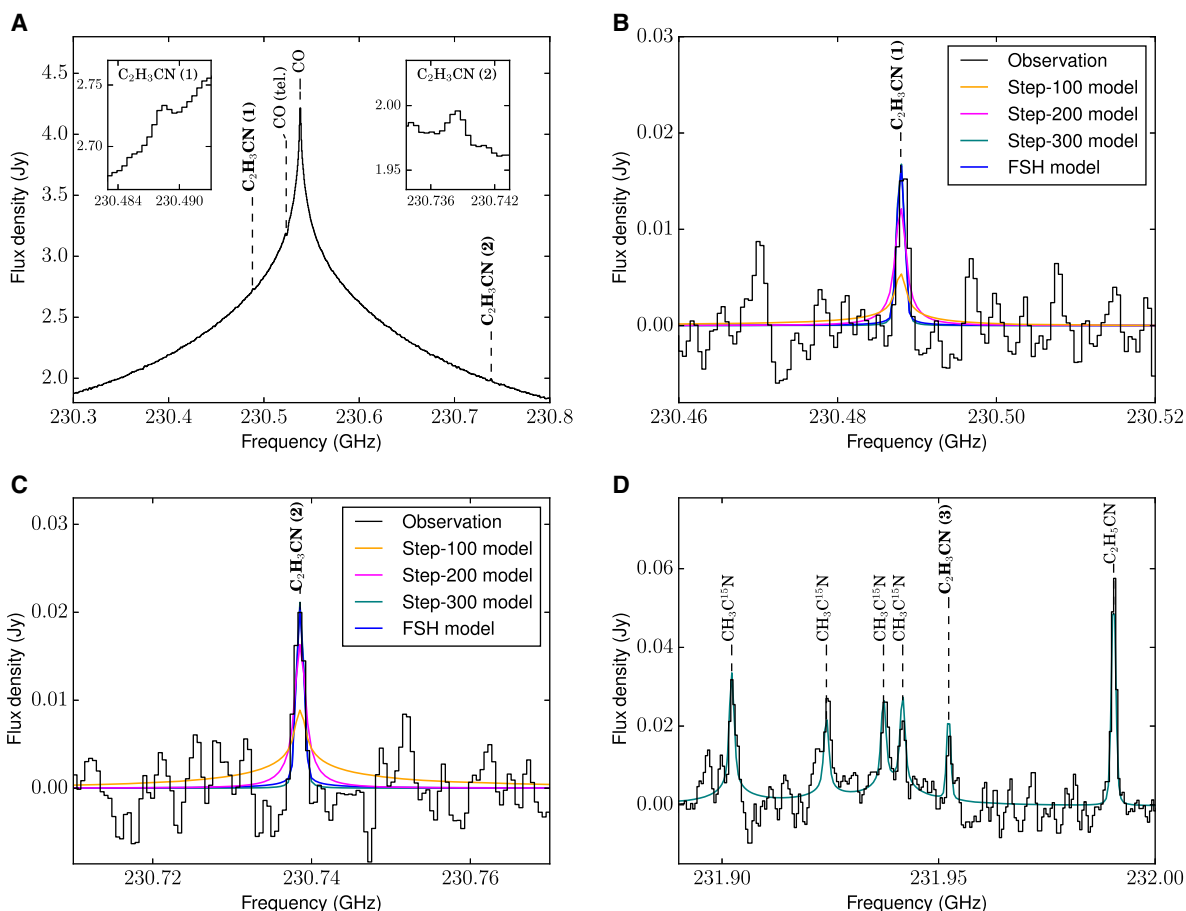 A
C₂H₃CN (1)
2.75
2.70
230.484
230.490
C₂H₃CN (1)
CO (tel.)
CO
C₂H₃CN (2)
2.00
1.95
230.736
230.742
C₂H₃CN (2)
4.5
4.0
3.5
3.0
2.5
2.0
Flux density (Jy)
230.3
230.4
230.5
230.6
230.7
230.8
Frequency (GHz)
B
0.03
0.02
0.01
0.00
Flux density (Jy)
C₂H₃CN (1)
Observation
Step-100 model
Step-200 model
Step-300 model
FSH model
230.46
230.48
230.50
230.52
Frequency (GHz)
C
0.03
0.02
0.01
0.00
Flux density (Jy)
C₂H₃CN (2)
Observation
Step-100 model
Step-200 model
Step-300 model
FSH model
230.72
230.74
230.76
Frequency (GHz)
D
0.06
0.04
0.02
0.00
Flux density (Jy)
CH₃C¹⁵N
CH₃C¹⁵N
CH₃C¹⁵N
CH₃C¹⁵N
C₂H₃CN (3)
C₂H₅CN
231.90
231.95
232.00
Frequency (GHz)